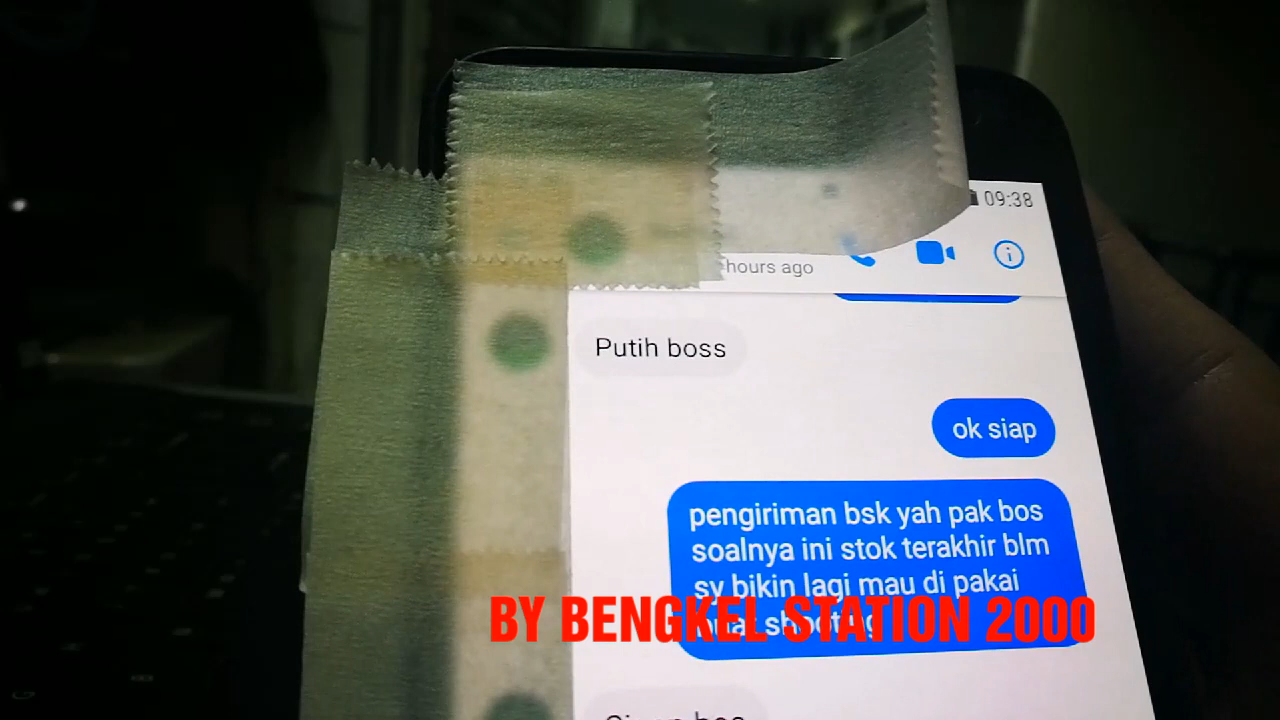 09:38
hours ago
Putih boss
ok siap
pengiriman bsk yah pak bos
soalnya ini stok terakhir blm
sy bikin lagi mau di pakai
shooting
BY BENGKEL STATION 2000